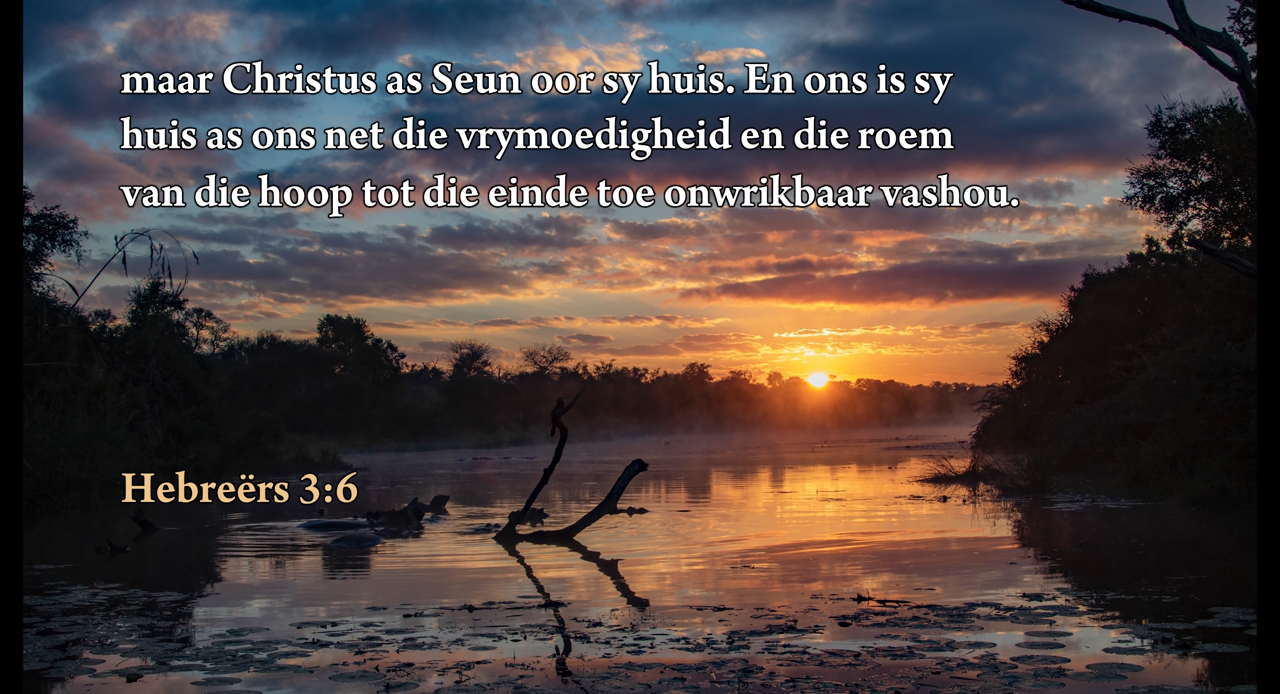 maar Christus as Seun oor sy huis. En ons is sy
huis as ons net die vrymoedigheid en die roem
van die hoop tot die einde toe onwrikbaar vashou.
Hebreërs 3:6